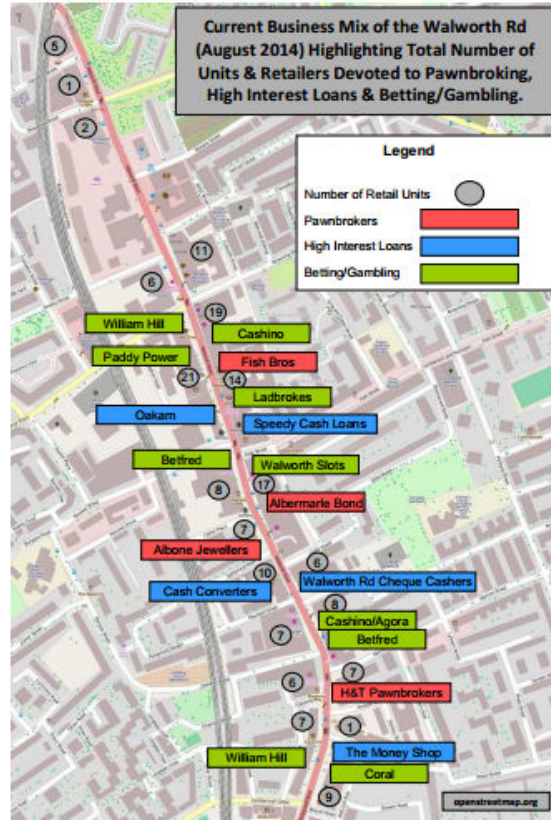 Current Business Mix of the Walworth Rd
(August 2014) Highlighting Total Number of
Units & Retailers Devoted to Pawnbroking,
High Interest Loans & Betting/Gambling.
Legend
Number of Retail Units
Pawnbrokers
High Interest Loans
Betting/Gambling
5
1
2
11
6
19
William Hill
Cashino
Paddy Power
Fish Bros
21
14
Ladbrokes
Oakam
Speedy Cash Loans
Betfred
Walworth Slots
8
17
Albermarle Bond
7
Albone Jewellers
6
10
Walworth Rd Cheque Cashers
Cash Converters
8
Cashino/Agora
7
Betfred
7
6
H&T Pawnbrokers
7
1
The Money Shop
William Hill
Coral
9
openstreetmap.org